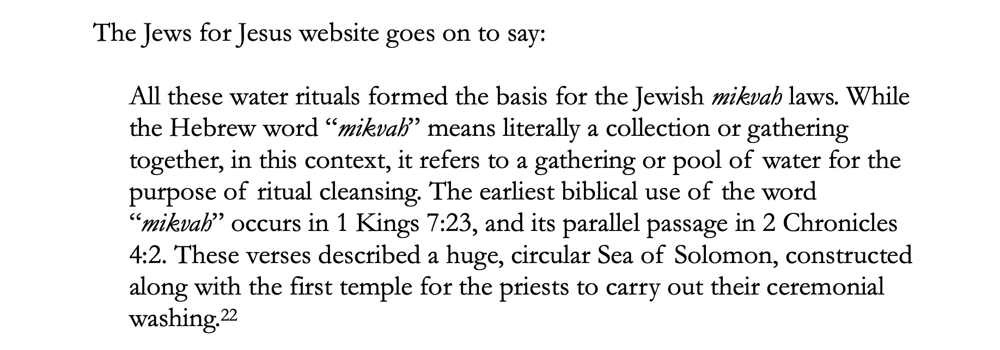 The Jews for Jesus website goes on to say:
All these water rituals formed the basis for the Jewish mikvah laws. While
the Hebrew word “mikvah” means literally a collection or gathering
together, in this context, it refers to a gathering or pool of water for the
purpose of ritual cleansing. The earliest biblical use of the word
“mikvah” occurs in 1 Kings 7:23, and its parallel passage in 2 Chronicles
4:2. These verses described a huge, circular Sea of Solomon, constructed
along with the first temple for the priests to carry out their ceremonial
washing.22